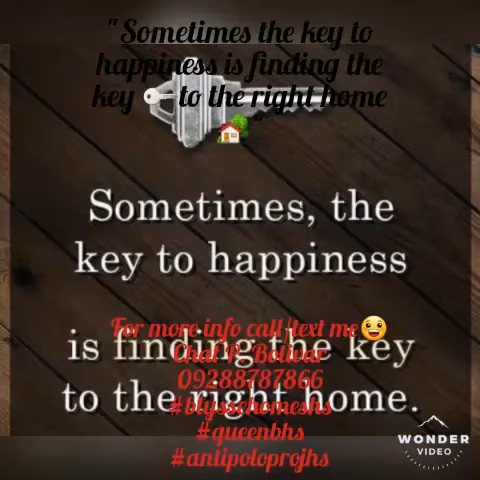 "Sometimes the key to
happiness is finding the
key to the right home
"
Sometimes, the
key to happiness
is finding the key
to the right home.
For more info call/text me😀
Chat R. Bolivar
09288787866
#blysschomeshs
#queenbhs
#antipoloprojhs
WONDER
VIDEO